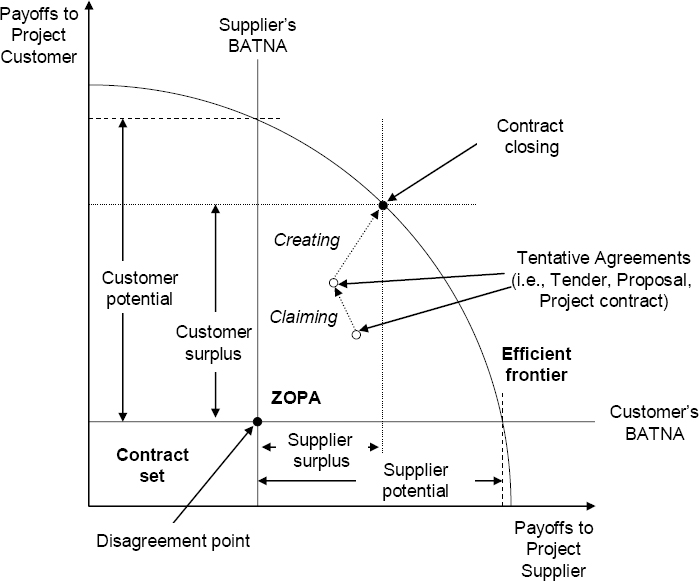 Payoffs to
Project
Customer
Supplier's
BATNA
Contract
closing
Creating
Tentative Agreements
(i.e., Tender, Proposal,
Project contract)
Customer
potential
Claiming
Customer
surplus
Efficient
frontier
ZOPA
Customer's
BATNA
Contract
set
Supplier
surplus
Supplier
potential
Disagreement point
Payoffs to
Project
Supplier